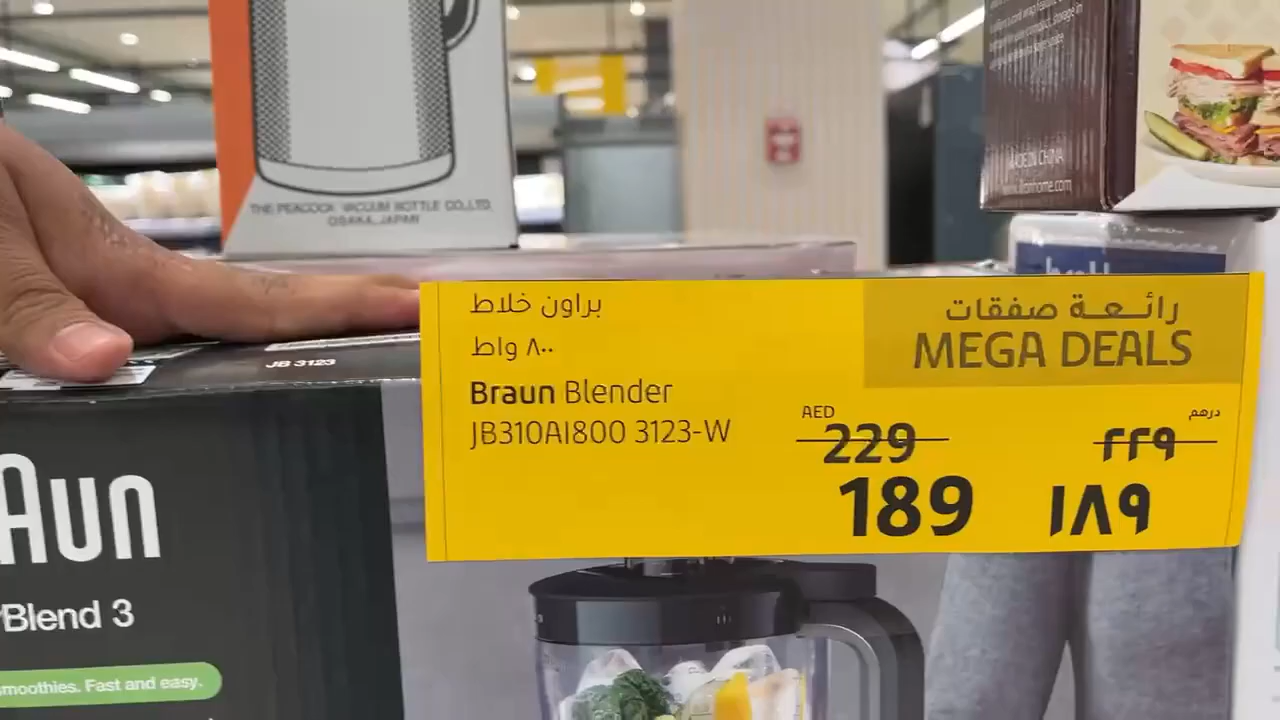 THE PEACOCK VACUUM BOTTLE CO., LTD.
OSAKA, JAPAN
MADE IN CHINA
براون خلاط
٨٠٠ واط
Braun Blender
JB310AI800 3123-W
رائعة صفقات
MEGA DEALS
AED
229
189
درهم
٢٢٩
١٨٩
JB 3123
Blend 3
smoothies. Fast and easy.